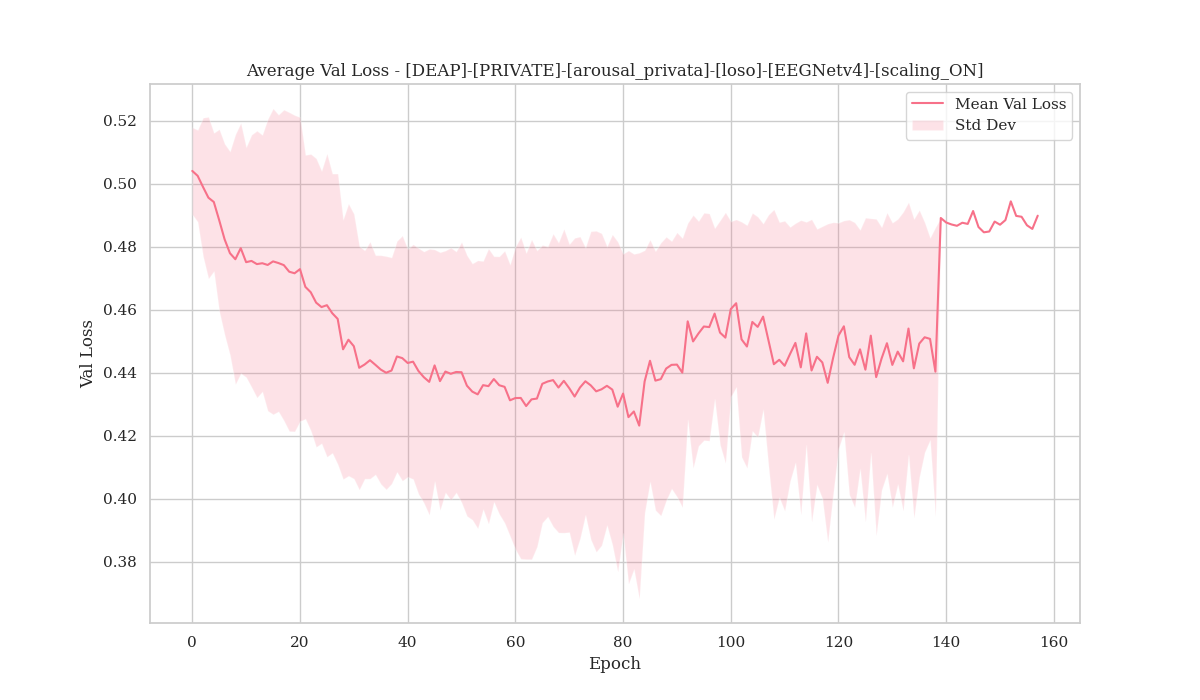 Average Val Loss - [DEAP]-[PRIVATE]-[arousal_privata]-[loso]-[EEGNetv4]-[scaling_ON]
Mean Val Loss
Std Dev
Val Loss
0.52
0.50
0.48
0.46
0.44
0.42
0.40
0.38
0 20 40 60 80 100 120 140 160
Epoch